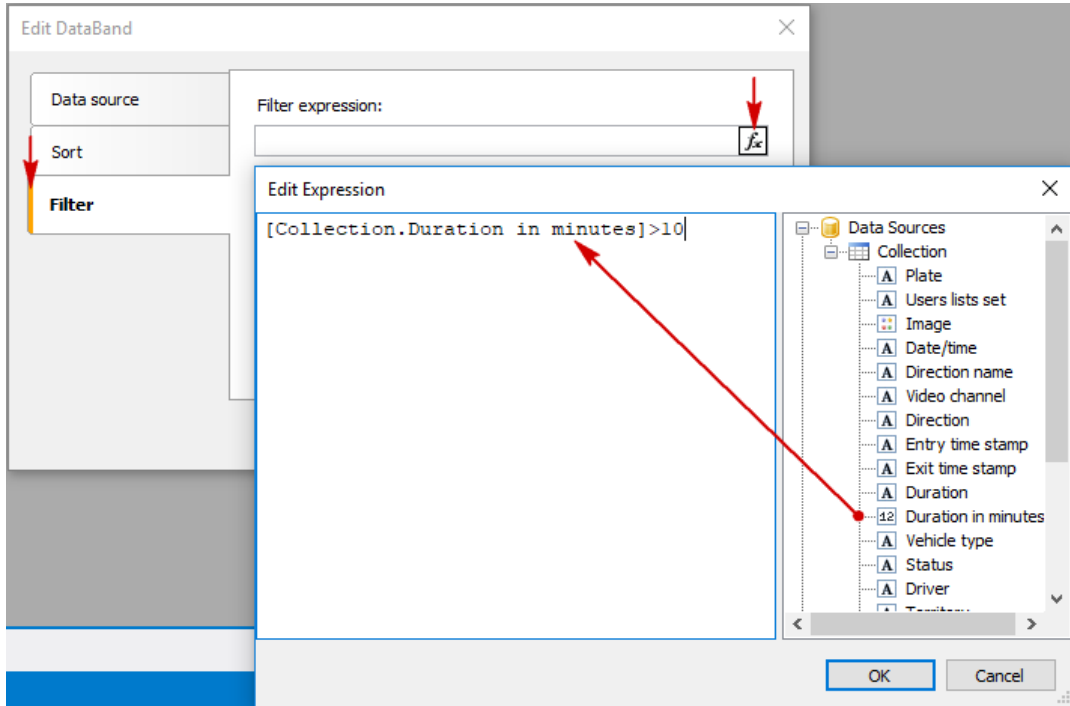 Edit DataBand
Data source
Sort
Filter
Filter expression:
fx
Edit Expression
[Collection.Duration in minutes]>10
Data Sources
Collection
A Plate
A Users lists set
Image
A Date/time
A Direction name
A Video channel
A Direction
A Entry time stamp
A Exit time stamp
A Duration
12 Duration in minutes
A Vehicle type
A Status
A Driver
A Territory
OK
Cancel